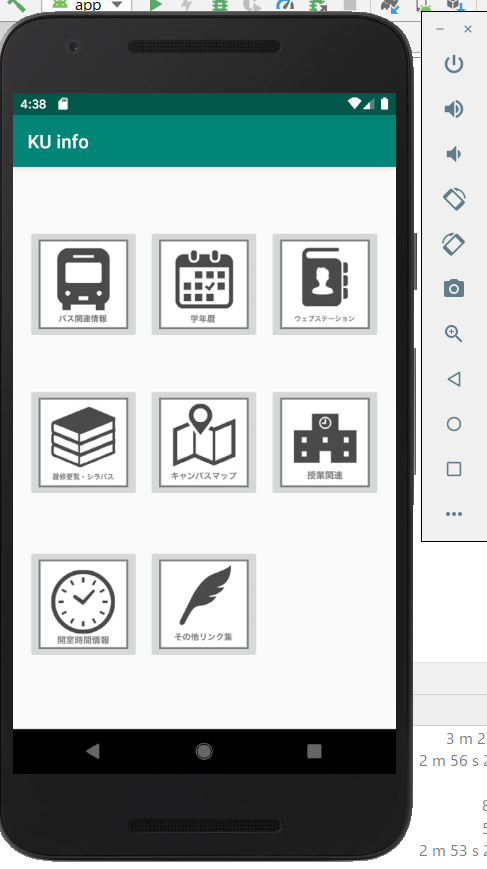 app
4:38
KU info
バス関連情報
学年暦
ウェブステーション
履修要覧・シラバス
キャンパスマップ
授業関連
開室時間情報
その他リンク集
3 m 2
2 m 56 s 2
8
5
2 m 53 s 2